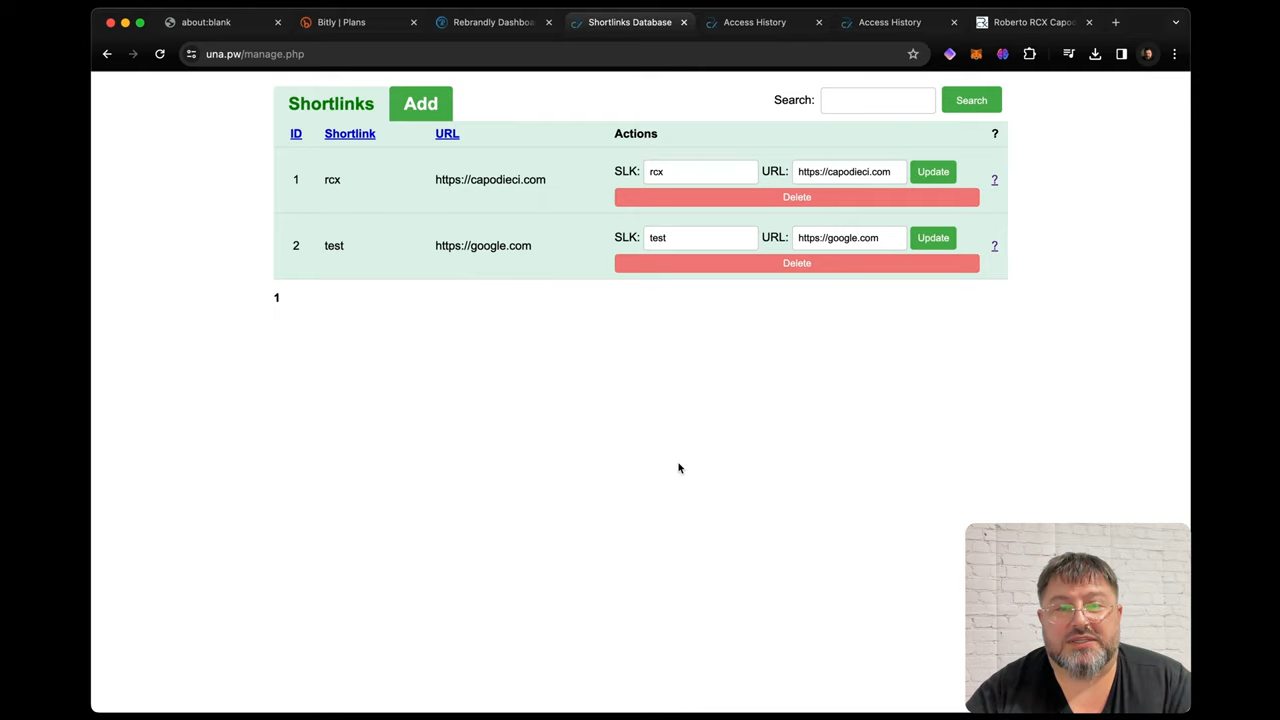 about:blank
Bitly | Plans
Rebrandly Dashboa
Shortlinks Database
Access History
Access History
Roberto RCX Capod
una.pw/manage.php
Shortlinks
Add
Search:
Search
ID Shortlink URL Actions ?
1 rcx https://capodieci.com SLK: rcx URL: https://capodieci.com Update ?
Delete
2 test https://google.com SLK: test URL: https://google.com Update ?
Delete
1